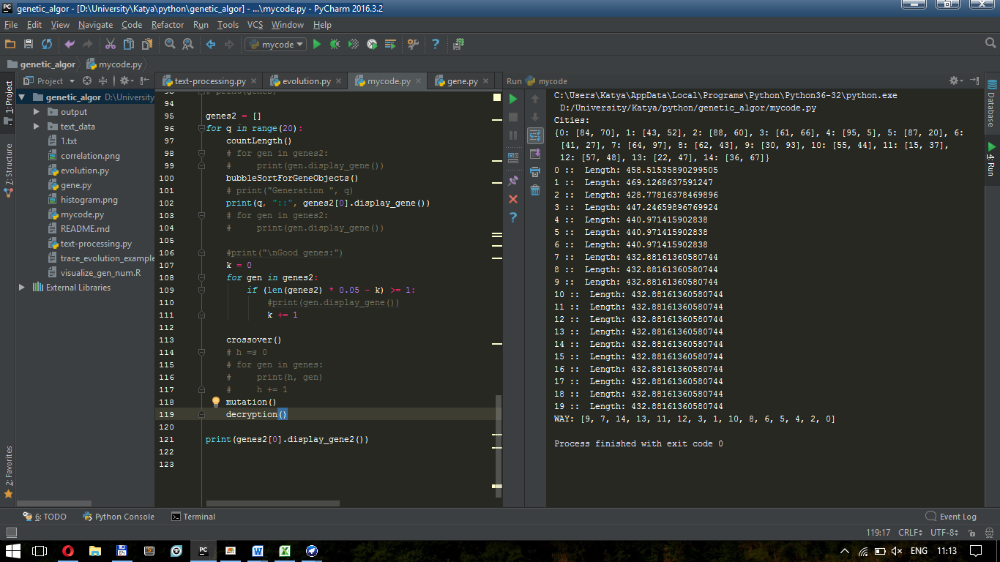 genetic_algor - [D:\University\Katya\python\genetic_algor] - ...\mycode.py - PyCharm 2016.3.2
File Edit View Navigate Code Refactor Run Tools VCS Window Help
mycode
genetic_algor mycode.py
Project
text-processing.py evolution.py mycode.py gene.py
Run mycode
1: Project
7: Structure
2: Favorites
genetic_algor D:\University
output
text_data
1.txt
correlation.png
evolution.py
gene.py
histogram.png
mycode.py
README.md
text-processing.py
trace_evolution_example
visualize_gen_num.R
External Libraries
94
95 genes2 = []
96 for q in range(20):
97 countLength()
98 # for gen in genes2:
99 # print(gen.display_gene())
100 bubbleSortForGeneObjects()
101 # print("Generation ", q)
102 print(q, "::", genes2[0].display_gene())
103 # for gen in genes2:
104 # print(gen.display_gene())
105
106 #print("\nGood genes:")
107 k = 0
108 for gen in genes2:
109 if (len(genes2) * 0.05 - k) >= 1:
110 #print(gen.display_gene())
111 k += 1
112
113 crossover()
114 # h =s 0
115 # for gen in genes:
116 # print(h, gen)
117 # h += 1
118 mutation()
119 decryption()
120
121 print(genes2[0].display_gene2())
122
123
C:\Users\Katya\AppData\Local\Programs\Python\Python36-32\python.exe
D:/University/Katya/python/genetic_algor/mycode.py
Cities:
{0: [84, 70], 1: [43, 52], 2: [88, 60], 3: [61, 66], 4: [95, 5], 5: [87, 20], 6:
[41, 27], 7: [64, 97], 8: [62, 43], 9: [30, 93], 10: [55, 44], 11: [15, 37],
12: [57, 48], 13: [22, 47], 14: [36, 67]}
0 :: Length: 458.51535890299505
1 :: Length: 469.1268637591247
2 :: Length: 428.77816378469896
3 :: Length: 447.24659896769924
4 :: Length: 440.971415902838
5 :: Length: 440.971415902838
6 :: Length: 440.971415902838
7 :: Length: 432.88161360580744
8 :: Length: 432.88161360580744
9 :: Length: 432.88161360580744
10 :: Length: 432.88161360580744
11 :: Length: 432.88161360580744
12 :: Length: 432.88161360580744
13 :: Length: 432.88161360580744
14 :: Length: 432.88161360580744
15 :: Length: 432.88161360580744
16 :: Length: 432.88161360580744
17 :: Length: 432.88161360580744
18 :: Length: 432.88161360580744
19 :: Length: 432.88161360580744
WAY: [9, 7, 14, 13, 11, 12, 3, 1, 10, 8, 6, 5, 4, 2, 0]
Process finished with exit code 0
Database
4: Run
6: TODO Python Console Terminal Event Log
119:17 CRLF UTF-8
ENG 11:13